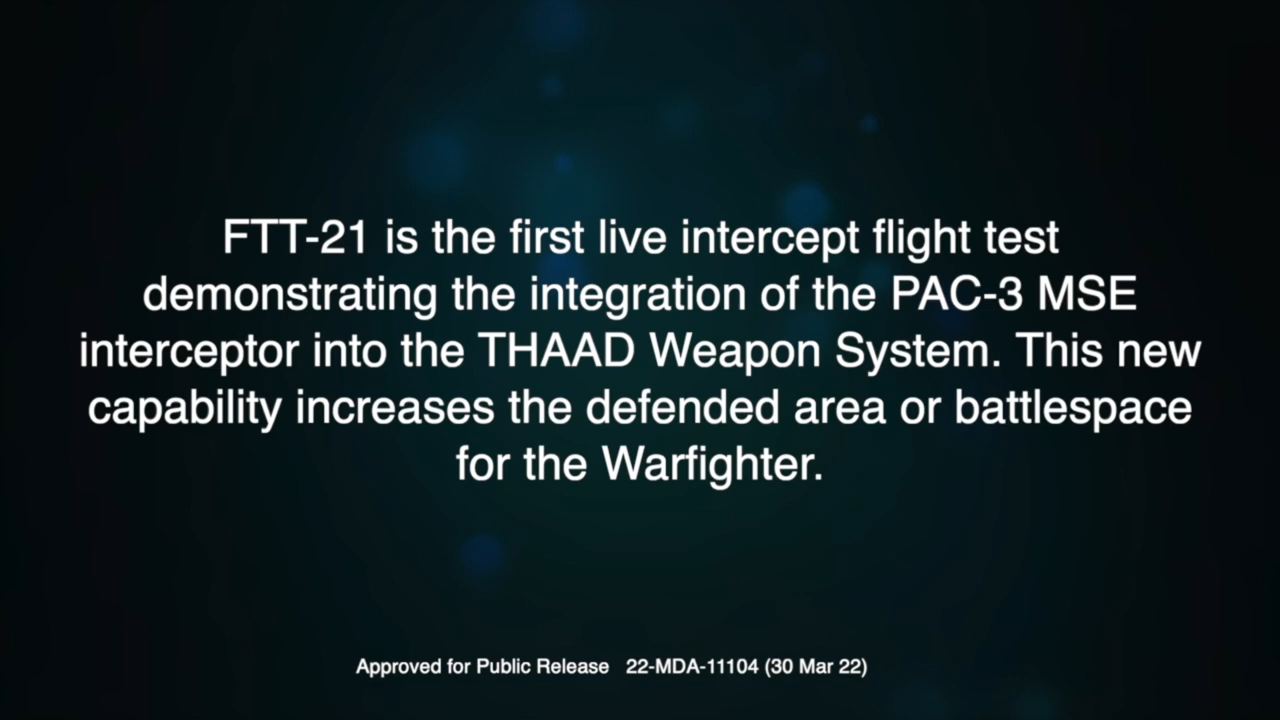 FTT-21 is the first live intercept flight test
demonstrating the integration of the PAC-3 MSE
interceptor into the THAAD Weapon System. This new
capability increases the defended area or battlespace
for the Warfighter.
Approved for Public Release 22-MDA-11104 (30 Mar 22)